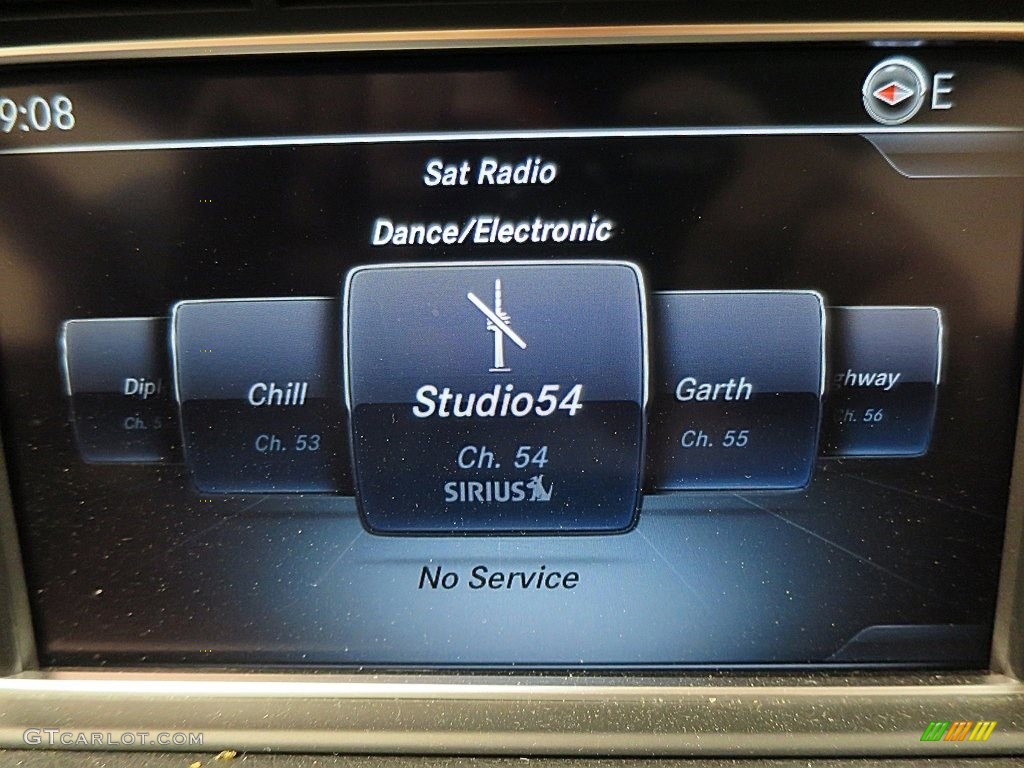 9:08
E
Sat Radio
Dance/Electronic
Studio54
Ch. 54
SIRIUS
Chill
Ch. 53
Garth
Ch. 55
Ch. 56
No Service
GTCARLOT.COM